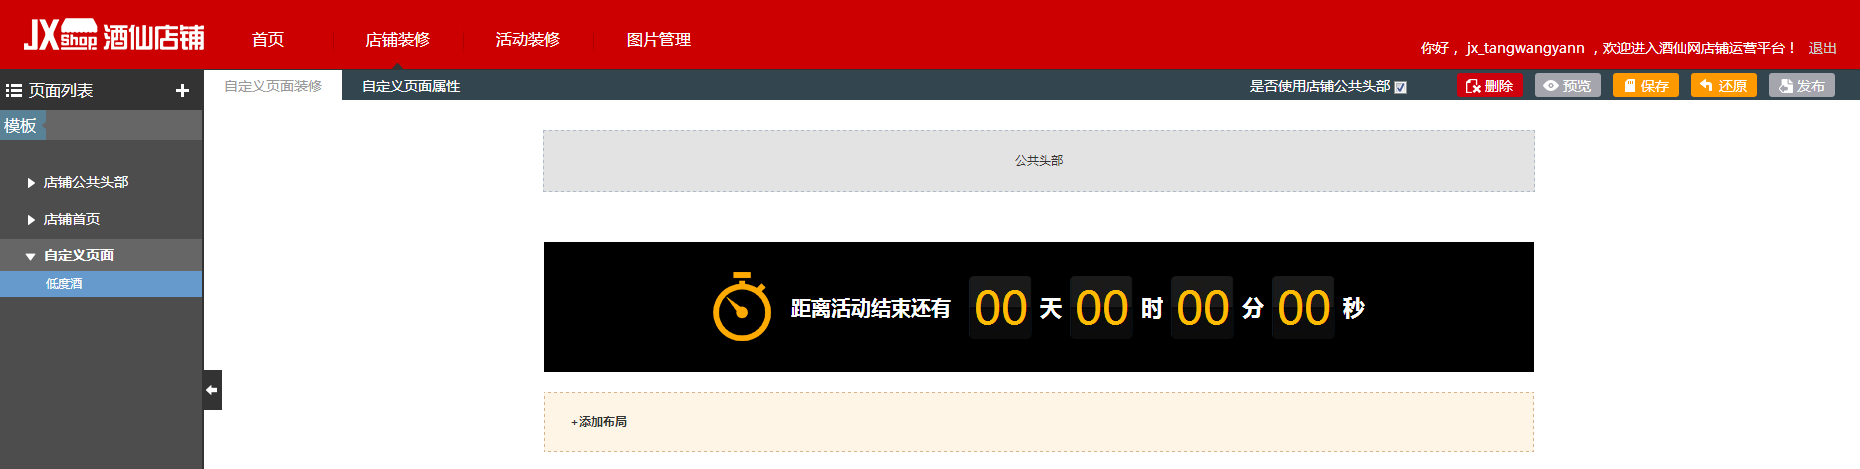 JX shop 酒仙店铺
首页 店铺装修 活动装修 图片管理
你好， jx_tangwangyann ，欢迎进入酒仙网店铺运营平台！ 退出
页面列表 +
自定义页面装修 自定义页面属性 是否使用店铺公共头部 删除 预览 保存 还原 发布
模板
店铺公共头部
店铺首页
自定义页面
低度酒
公共头部
距离活动结束还有 00 天 00 时 00 分 00 秒
+添加布局